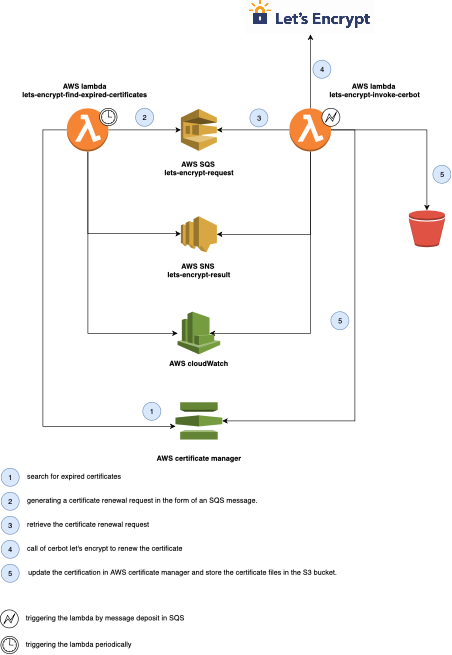 Let's Encrypt
4
AWS lambda
lets-encrypt-find-expired-certificates
AWS lambda
lets-encrypt-invoke-cerbot
2
3
AWS SQS
lets-encrypt-request
5
AWS SNS
lets-encrypt-result
5
AWS cloudWatch
1
AWS certificate manager
1 search for expired certificates
2 generating a certificate renewal request in the form of an SQS message.
3 retrieve the certificate renewal request
4 call of cerbot let's encrypt to renew the certificate
5 update the certification in AWS certificate manager and store the certificate files in the S3 bucket.
triggering the lambda by message deposit in SQS
triggering the lambda periodically